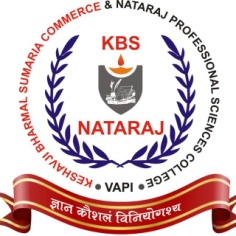 KESHAVJI BHARMAL SUMARIA COMMERCE & NATARAJ PROFESSIONAL SCIENCES COLLEGE
• VAPI •
KBS
NATARAJ
ज्ञान कौशलं विनियोगश्च